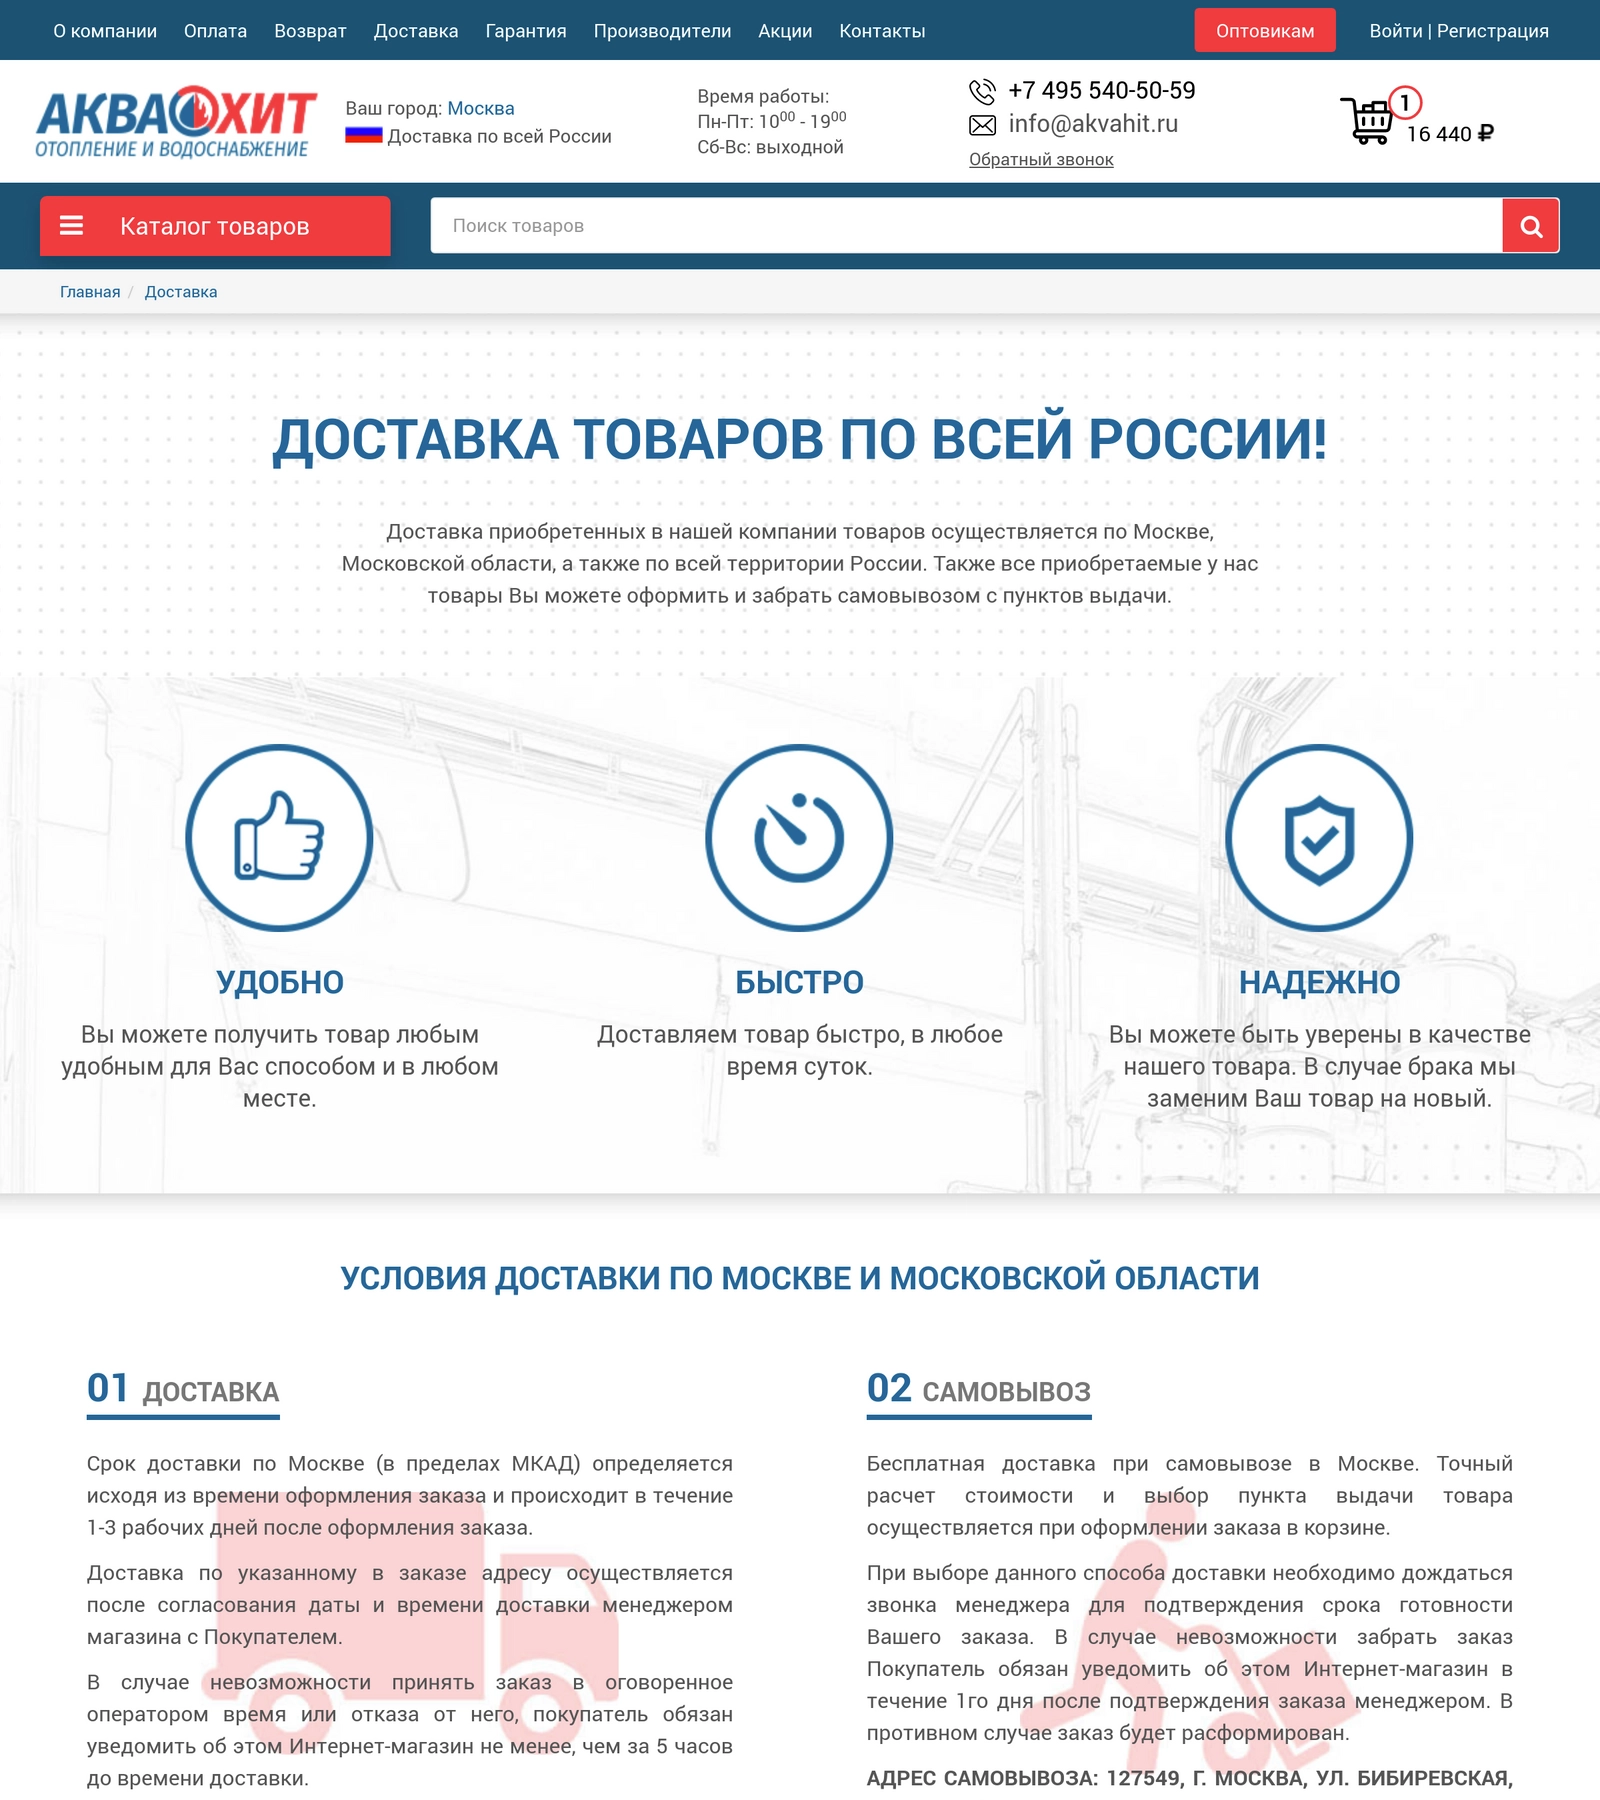 О компании Оплата Возврат Доставка Гарантия Производители Акции Контакты Оптовикам Войти | Регистрация
АКВАХИТ
ОТОПЛЕНИЕ И ВОДОСНАБЖЕНИЕ
Ваш город: Москва
Доставка по всей России
Время работы:
Пн-Пт: 10⁰⁰ - 19⁰⁰
Сб-Вс: выходной
+7 495 540-50-59
info@akvahit.ru
Обратный звонок
1
16 440 ₽
Каталог товаров
Поиск товаров
Главная / Доставка
ДОСТАВКА ТОВАРОВ ПО ВСЕЙ РОССИИ!
Доставка приобретенных в нашей компании товаров осуществляется по Москве,
Московской области, а также по всей территории России. Также все приобретаемые у нас
товары Вы можете оформить и забрать самовывозом с пунктов выдачи.
УДОБНО
Вы можете получить товар любым
удобным для Вас способом и в любом
месте.
БЫСТРО
Доставляем товар быстро, в любое
время суток.
НАДЕЖНО
Вы можете быть уверены в качестве
нашего товара. В случае брака мы
заменим Ваш товар на новый.
УСЛОВИЯ ДОСТАВКИ ПО МОСКВЕ И МОСКОВСКОЙ ОБЛАСТИ
01 ДОСТАВКА
Срок доставки по Москве (в пределах МКАД) определяется
исходя из времени оформления заказа и происходит в течение
1-3 рабочих дней после оформления заказа.
Доставка по указанному в заказе адресу осуществляется
после согласования даты и времени доставки менеджером
магазина с Покупателем.
В случае невозможности принять заказ в оговоренное
оператором время или отказа от него, покупатель обязан
уведомить об этом Интернет-магазин не менее, чем за 5 часов
до времени доставки.
02 САМОВЫВОЗ
Бесплатная доставка при самовывозе в Москве. Точный
расчет стоимости и выбор пункта выдачи товара
осуществляется при оформлении заказа в корзине.
При выборе данного способа доставки необходимо дождаться
звонка менеджера для подтверждения срока готовности
Вашего заказа. В случае невозможности забрать заказ
Покупатель обязан уведомить об этом Интернет-магазин в
течение 1го дня после подтверждения заказа менеджером. В
противном случае заказ будет расформирован.
АДРЕС САМОВЫВОЗА: 127549, Г. МОСКВА, УЛ. БИБИРЕВСКАЯ,